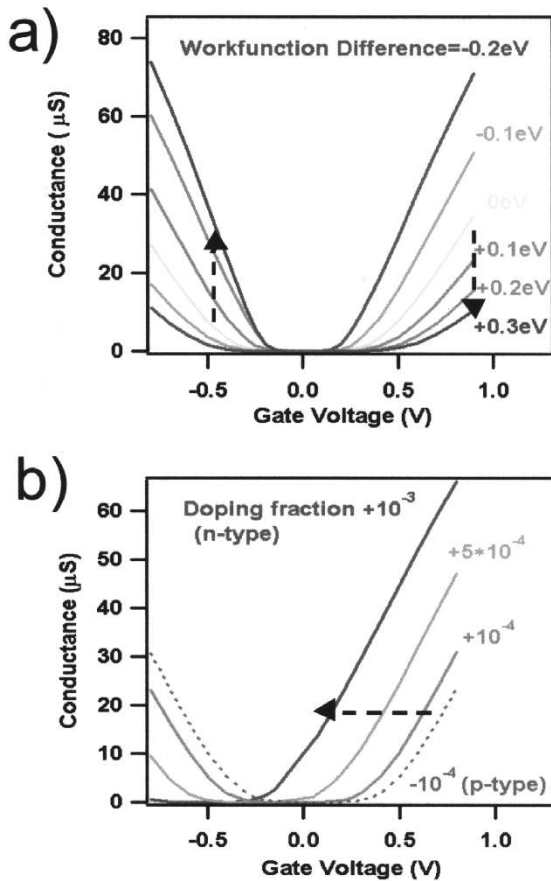 a)
Workfunction Difference=-0.2eV
-0.1eV
0eV
+0.1eV
+0.2eV
+0.3eV
80
60
40
20
0
Conductance ( μS)
-0.5
0.0
0.5
1.0
Gate Voltage (V)
b)
Doping fraction +10⁻³
(n-type)
+5*10⁻⁴
+10⁻⁴
-10⁻⁴ (p-type)
60
50
40
30
20
10
0
Conductance (μS)
-0.5
0.0
0.5
1.0
Gate Voltage (V)